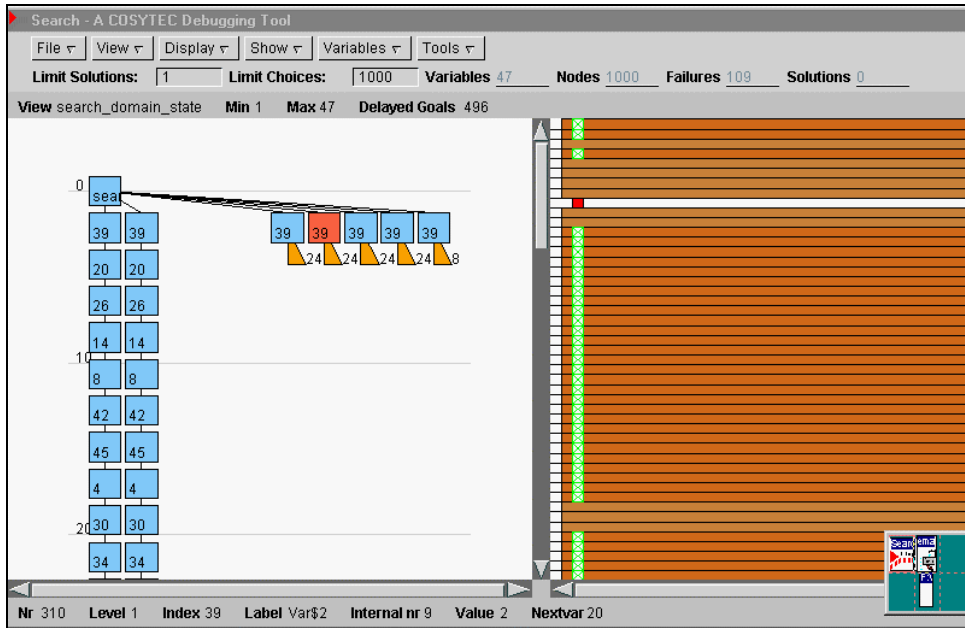 Search - A COSYTEC Debugging Tool
File View Display Show Variables Tools
Limit Solutions: 1 Limit Choices: 1000 Variables 47 Nodes 1000 Failures 109 Solutions 0
View search_domain_state Min 1 Max 47 Delayed Goals 496
0 sea
39 39 39 39 39 39 39
24 24 24 24 8
20 20
26 26
14 14
10
8 8
42 42
45 45
4 4
20 30 30
34 34
Nr 310 Level 1 Index 39 Label Var$2 Internal nr 9 Value 2 Nextvar 20